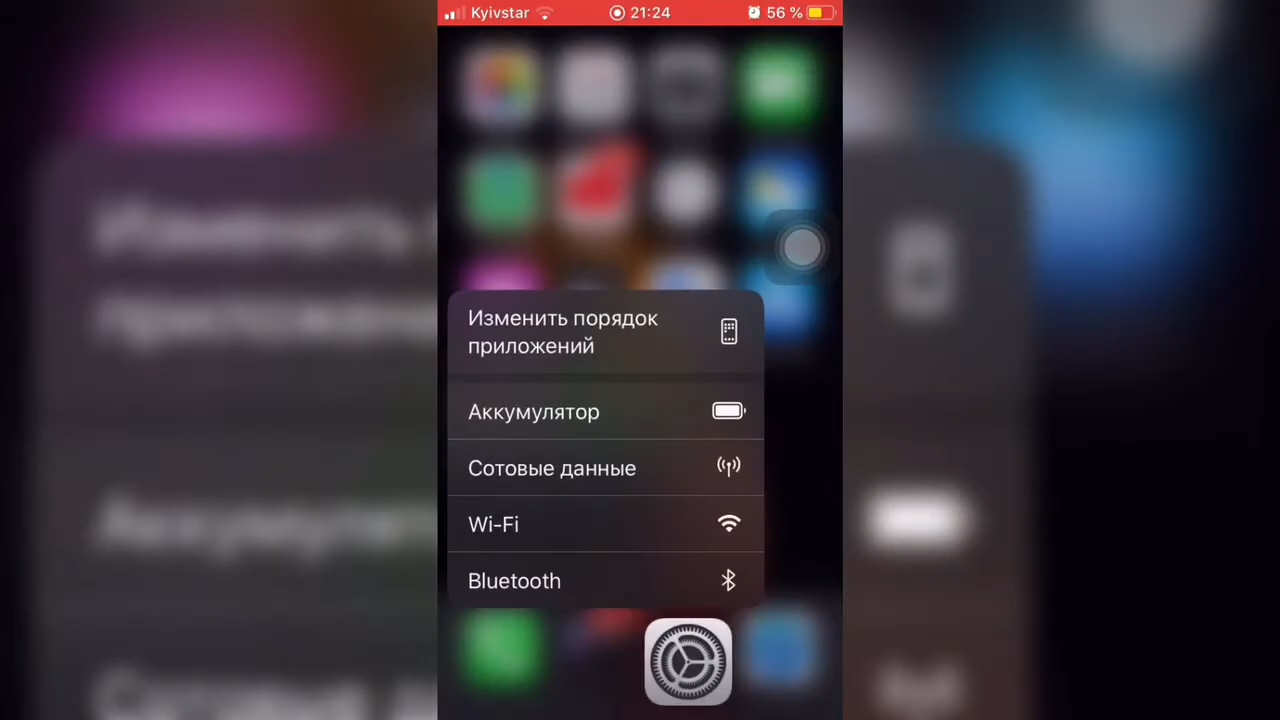 Kyivstar 21:24 56 %
Изменить порядок
приложений
Аккумулятор
Сотовые данные
Wi-Fi
Bluetooth